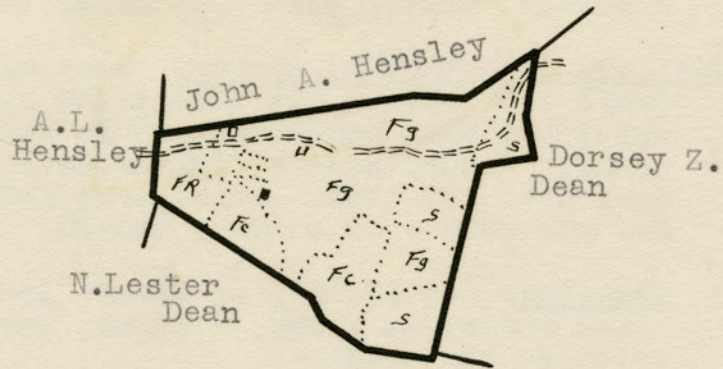 John A. Hensley
A.L.
Hensley
Fg
S
Dorsey Z.
Dean
FR
Fg
S
Fc
Fg
Fc
N.Lester
Dean
S